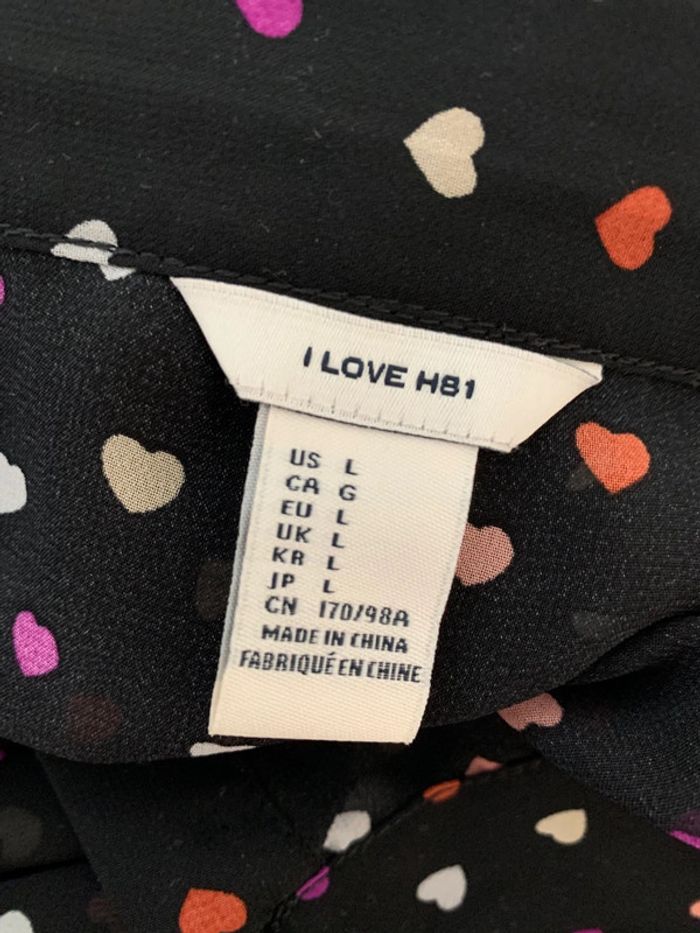 I LOVE H81
US L
CA G
EU L
UK L
KR L
JP L
CN 170/98A
MADE IN CHINA
FABRIQUÉ EN CHINE